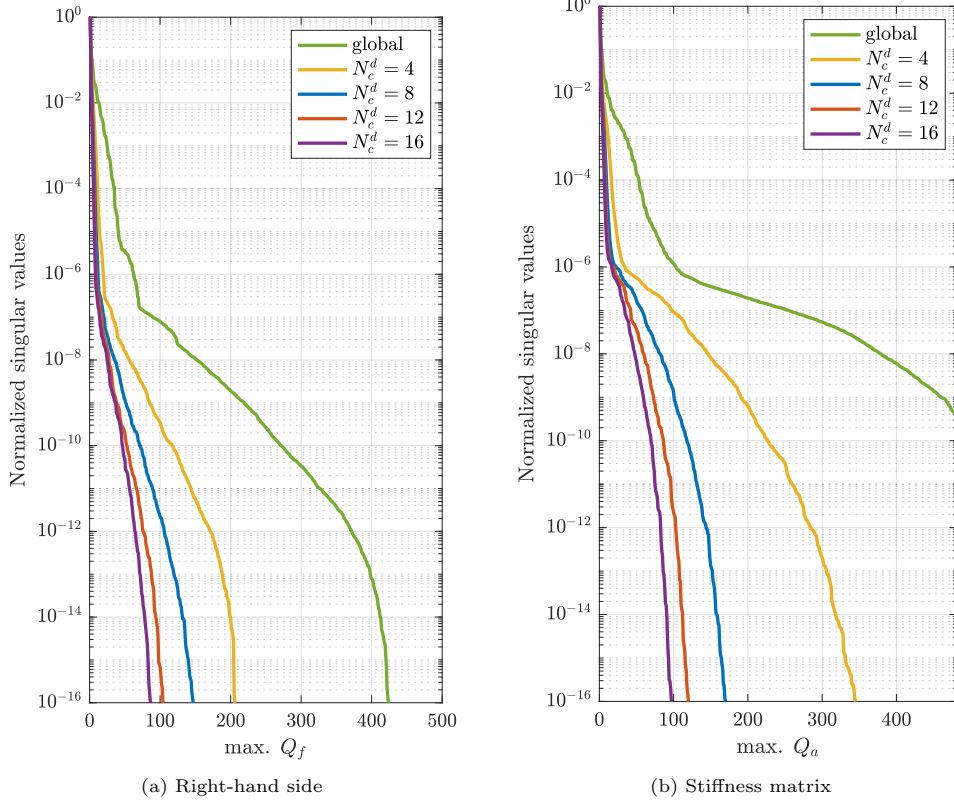 10^0
10^-2
10^-4
10^-6
10^-8
10^-10
10^-12
10^-14
10^-16
Normalized singular values
0 100 200 300 400 500
max. Q_f
global
N_c^d = 4
N_c^d = 8
N_c^d = 12
N_c^d = 16
(a) Right-hand side
10^0
10^-2
10^-4
10^-6
10^-8
10^-10
10^-12
10^-14
10^-16
Normalized singular values
0 100 200 300 400
max. Q_a
global
N_c^d = 4
N_c^d = 8
N_c^d = 12
N_c^d = 16
(b) Stiffness matrix